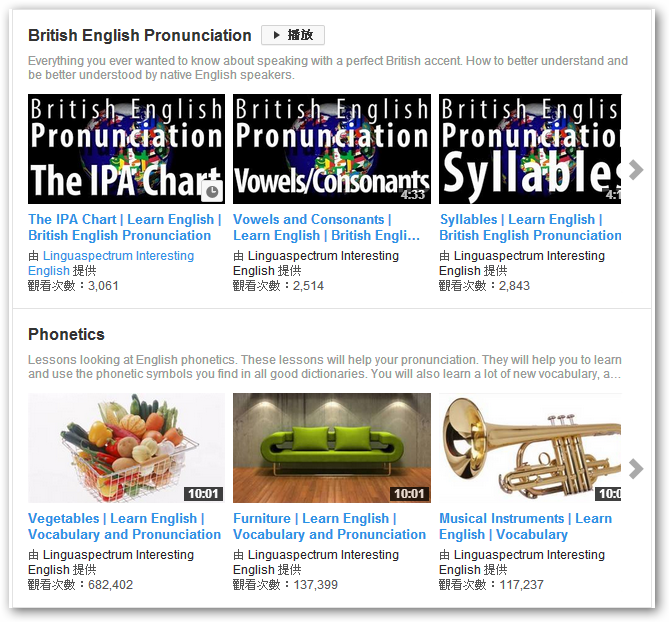 British English Pronunciation ▶ 播放
Everything you ever wanted to know about speaking with a perfect British accent. How to better understand and
be better understood by native English speakers.
British English
Pronunciation
The IPA Chart
British English
Pronunciation
Vowels/Consonants
4:33
British English
Pronunciation
Syllables
The IPA Chart | Learn English |
British English Pronunciation
由 Linguaspectrum Interesting
English 提供
觀看次數：3,061
Vowels and Consonants |
Learn English | British Engli...
由 Linguaspectrum Interesting
English 提供
觀看次數：2,514
Syllables | Learn English |
British English Pronunciation
由 Linguaspectrum Interesting
English 提供
觀看次數：2,843
Phonetics
Lessons looking at English phonetics. These lessons will help your pronunciation. They will help you to learn
and use the phonetic symbols you find in all good dictionaries. You will also learn a lot of new vocabulary, a...
10:01
10:01
Vegetables | Learn English |
Vocabulary and Pronunciation
由 Linguaspectrum Interesting
English 提供
觀看次數：682,402
Furniture | Learn English |
Vocabulary and Pronunciation
由 Linguaspectrum Interesting
English 提供
觀看次數：137,399
Musical Instruments | Learn
English | Vocabulary
由 Linguaspectrum Interesting
English 提供
觀看次數：117,237